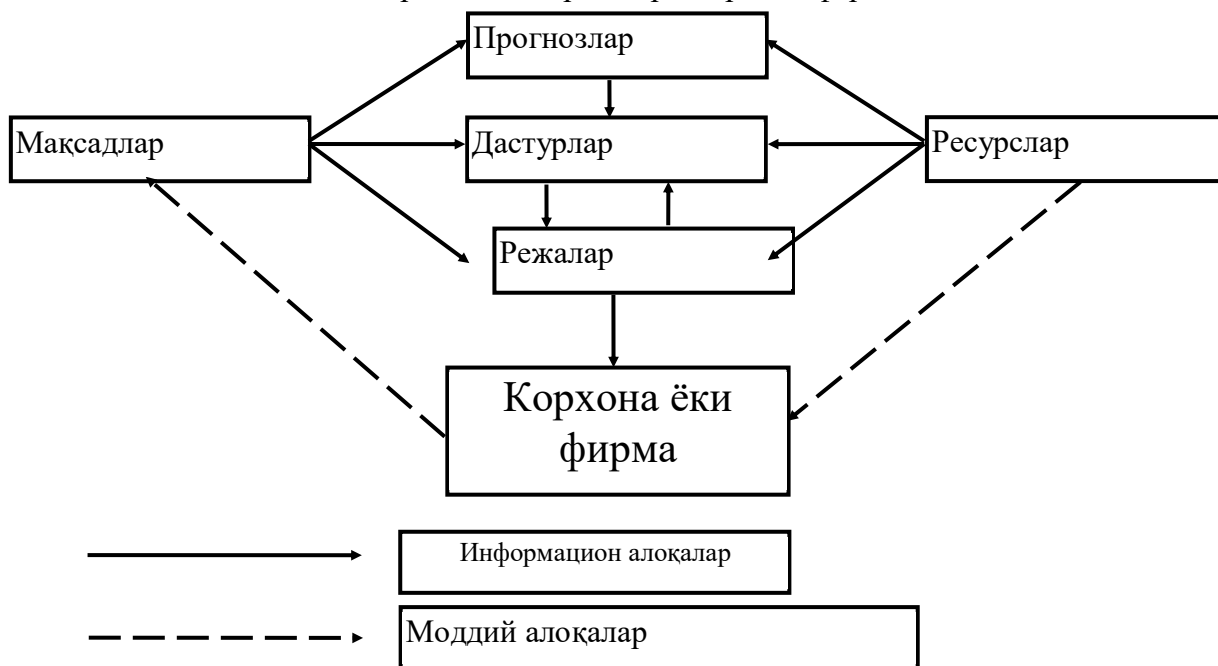 Прогнозлар
Мақсадлар
Дастурлар
Ресурслар
Режалар
Корхона ёки
фирма
Информацион алоқалар
Моддий алоқалар